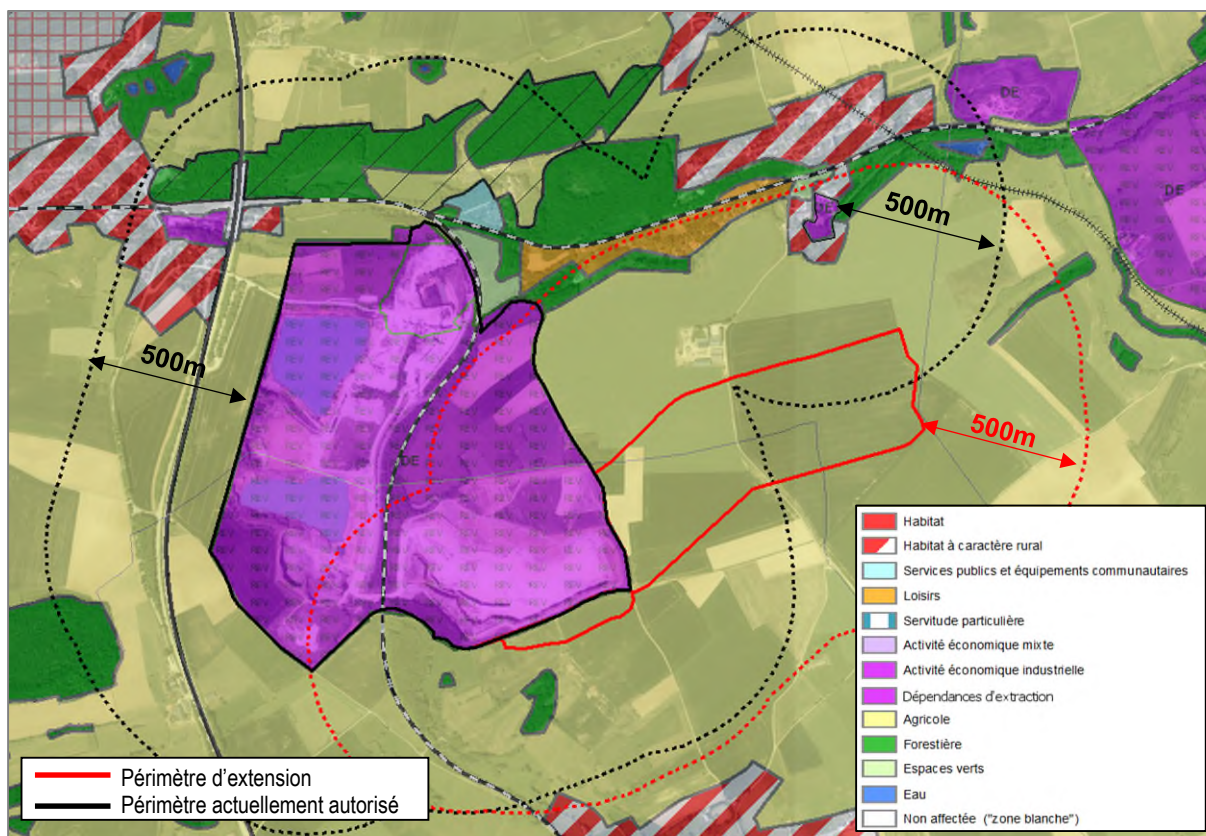 DE
DE
DE
500m
500m
500m
DE
Habitat
Habitat à caractère rural
Services publics et équipements communautaires
Loisirs
Servitude particulière
Activité économique mixte
Activité économique industrielle
Dépendances d'extraction
Agricole
Forestière
Espaces verts
Eau
Non affectée ("zone blanche")
Périmètre d'extension
Périmètre actuellement autorisé